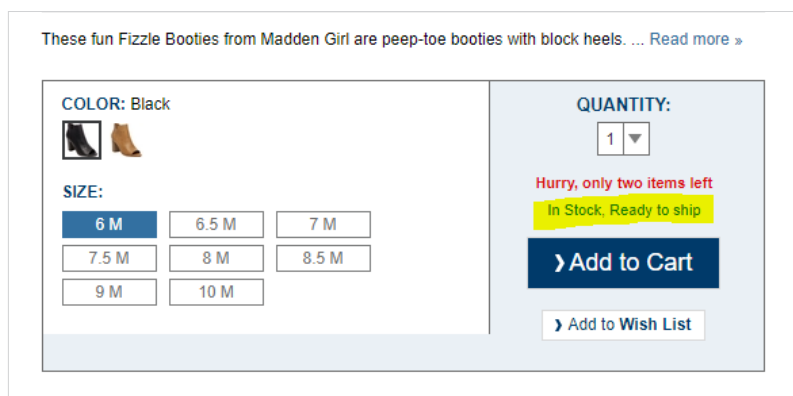 These fun Fizzle Booties from Madden Girl are peep-toe booties with block heels. ... Read more »
COLOR: Black
SIZE:
6 M 6.5 M 7 M
7.5 M 8 M 8.5 M
9 M 10 M
QUANTITY:
1
Hurry, only two items left
In Stock, Ready to ship
❯Add to Cart
❯ Add to Wish List